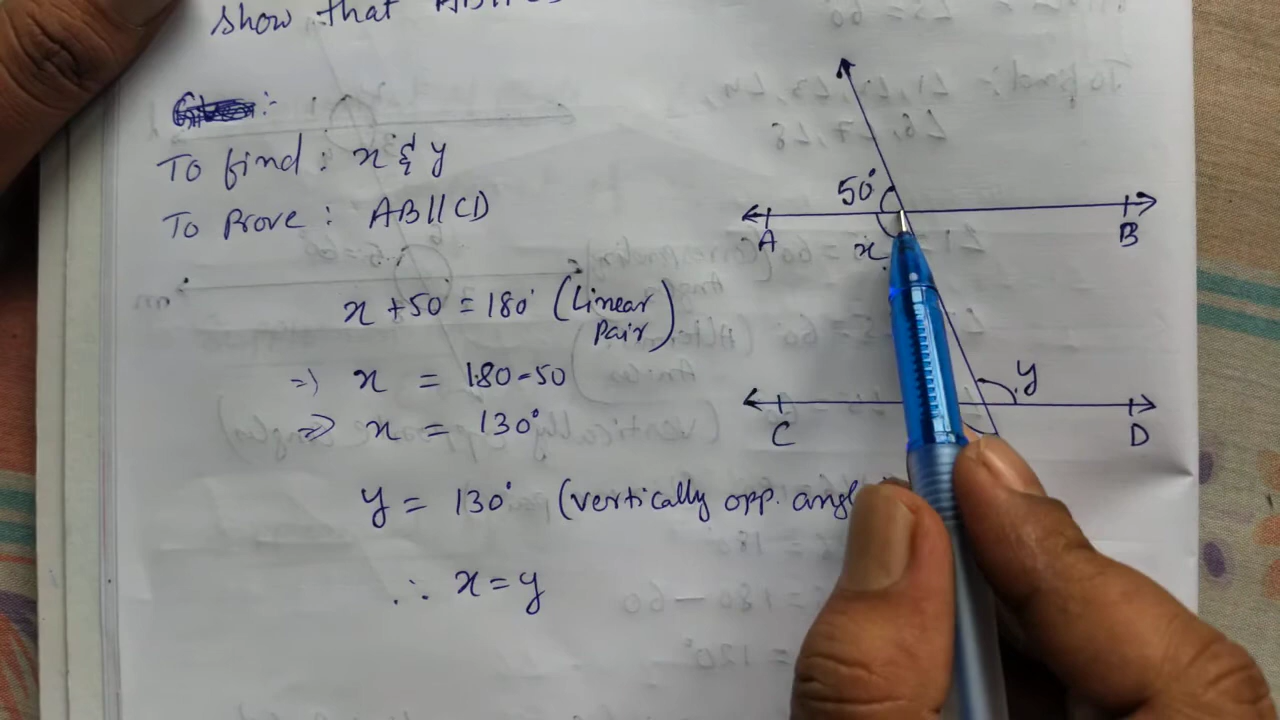 show that AB||
:
To find : x & y
To Prove : AB||CD
x + 50 = 180° (Linear
Pair)
=> x = 180-50
=> x = 130°
y = 130° (vertically opp. angl
∴ x = y
50°
A
B
x
y
C
D